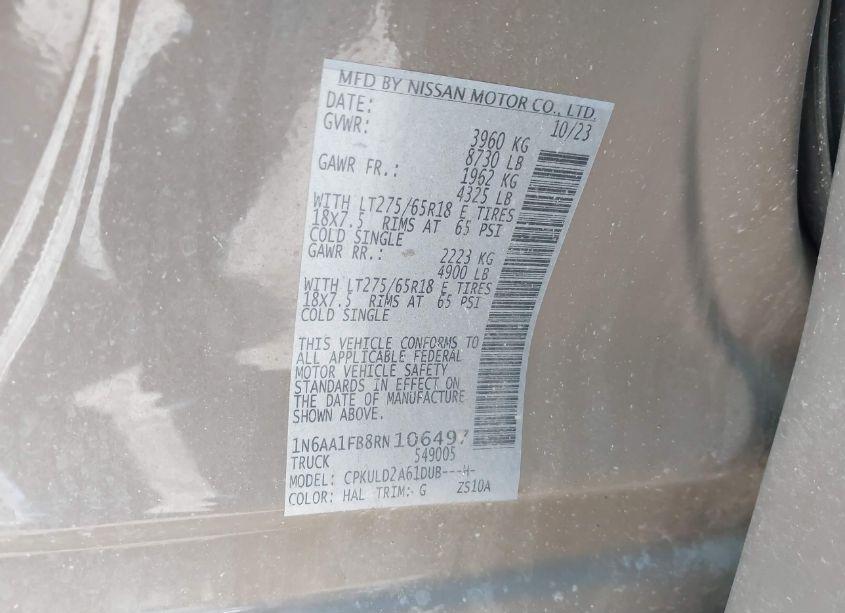 MFD BY NISSAN MOTOR CO., LTD.
DATE: 10/23
GVWR: 3960 KG
8730 LB
GAWR FR.: 1962 KG
4325 LB
WITH LT275/65R18 E TIRES
18X7.5 RIMS AT 65 PSI
COLD SINGLE
GAWR RR.: 2223 KG
4900 LB
WITH LT275/65R18 E TIRES
18X7.5 RIMS AT 65 PSI
COLD SINGLE
THIS VEHICLE CONFORMS TO
ALL APPLICABLE FEDERAL
MOTOR VEHICLE SAFETY
STANDARDS IN EFFECT ON
THE DATE OF MANUFACTURE
SHOWN ABOVE.
1N6AA1FB8RN106497
TRUCK 549005
MODEL: CPKULD2A61DUB---4-
COLOR: HAL TRIM: G ZS10A